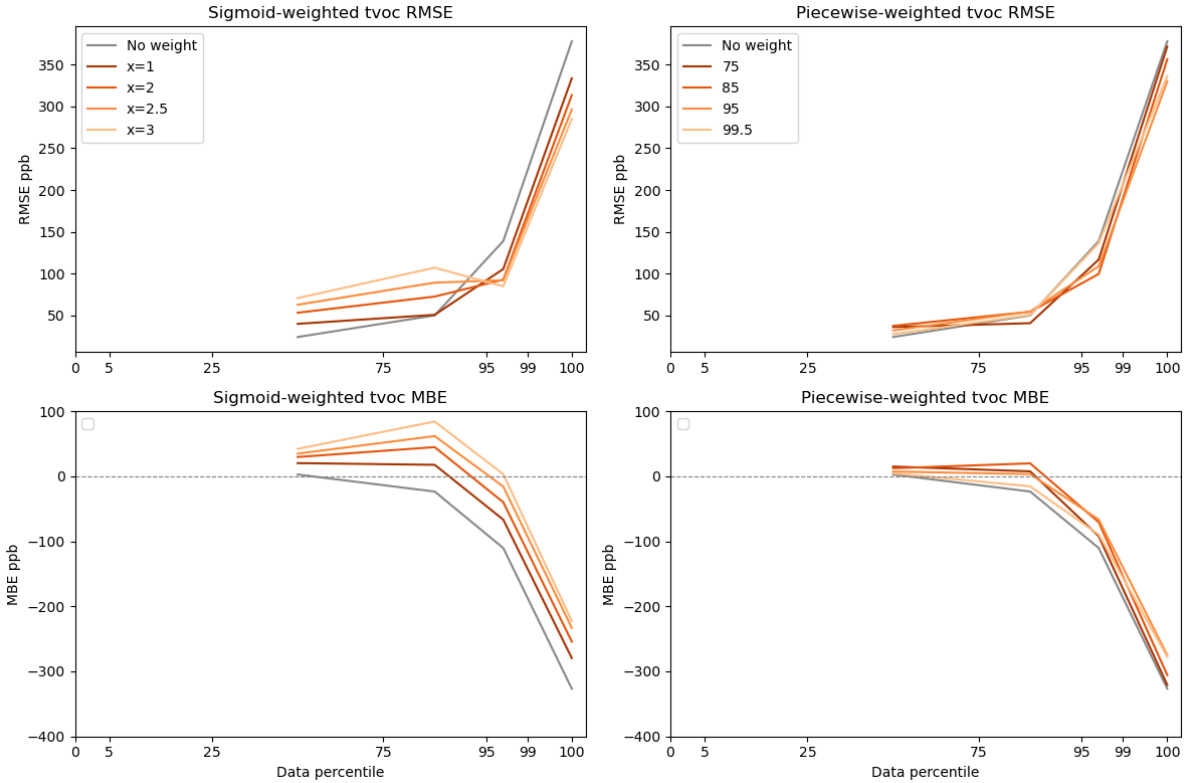 Sigmoid-weighted tvoc RMSE
RMSE ppb
350
300
250
200
150
100
50
No weight
x=1
x=2
x=2.5
x=3
0 5 25 75 95 99 100
Piecewise-weighted tvoc RMSE
RMSE ppb
350
300
250
200
150
100
50
No weight
75
85
95
99.5
0 5 25 75 95 99 100
Sigmoid-weighted tvoc MBE
MBE ppb
100
0
−100
−200
−300
−400
0 5 25 75 95 99 100
Data percentile
Piecewise-weighted tvoc MBE
MBE ppb
100
0
−100
−200
−300
−400
0 5 25 75 95 99 100
Data percentile